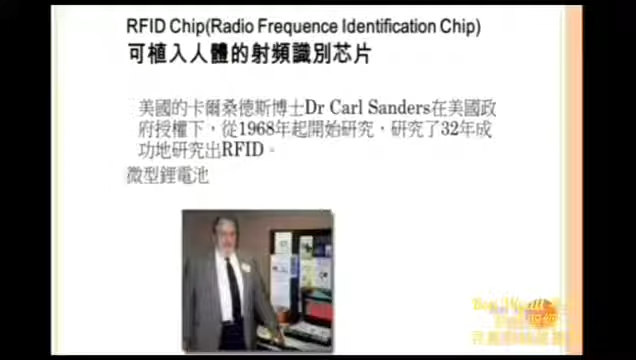 RFID Chip(Radio Frequence Identification Chip)
可植入人體的射頻識別芯片
美國的卡爾桑德斯博士Dr Carl Sanders在美國政
府授權下，從1968年起開始研究，研究了32年成
功地研究出RFID。
微型鋰電池